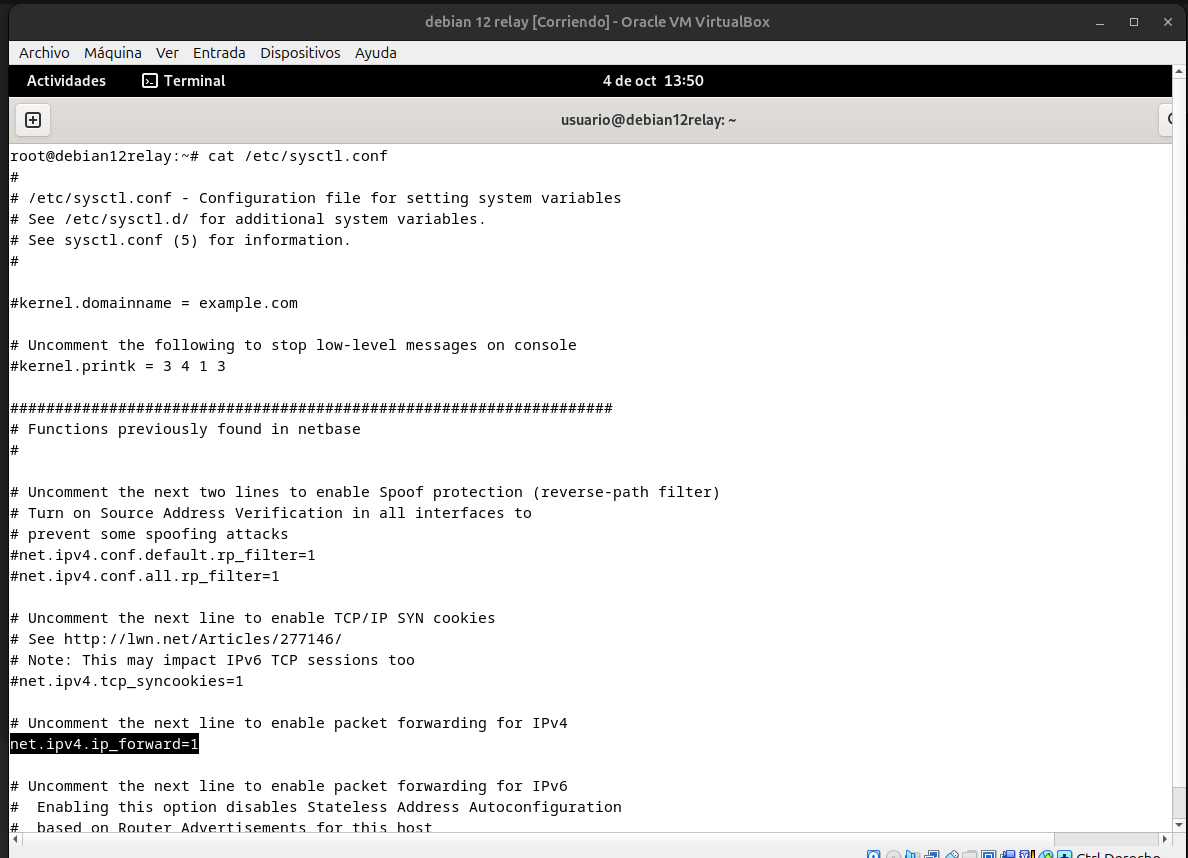 debian 12 relay [Corriendo] - Oracle VM VirtualBox
Archivo Máquina Ver Entrada Dispositivos Ayuda
Actividades Terminal 4 de oct 13:50
usuario@debian12relay: ~
root@debian12relay:~# cat /etc/sysctl.conf
#
# /etc/sysctl.conf - Configuration file for setting system variables
# See /etc/sysctl.d/ for additional system variables.
# See sysctl.conf (5) for information.
#
#kernel.domainname = example.com
# Uncomment the following to stop low-level messages on console
#kernel.printk = 3 4 1 3
###################################################################
# Functions previously found in netbase
#
# Uncomment the next two lines to enable Spoof protection (reverse-path filter)
# Turn on Source Address Verification in all interfaces to
# prevent some spoofing attacks
#net.ipv4.conf.default.rp_filter=1
#net.ipv4.conf.all.rp_filter=1
# Uncomment the next line to enable TCP/IP SYN cookies
# See http://lwn.net/Articles/277146/
# Note: This may impact IPv6 TCP sessions too
#net.ipv4.tcp_syncookies=1
# Uncomment the next line to enable packet forwarding for IPv4
net.ipv4.ip_forward=1
# Uncomment the next line to enable packet forwarding for IPv6
#  Enabling this option disables Stateless Address Autoconfiguration
#  based on Router Advertisements for this host
Ctrl Derecho